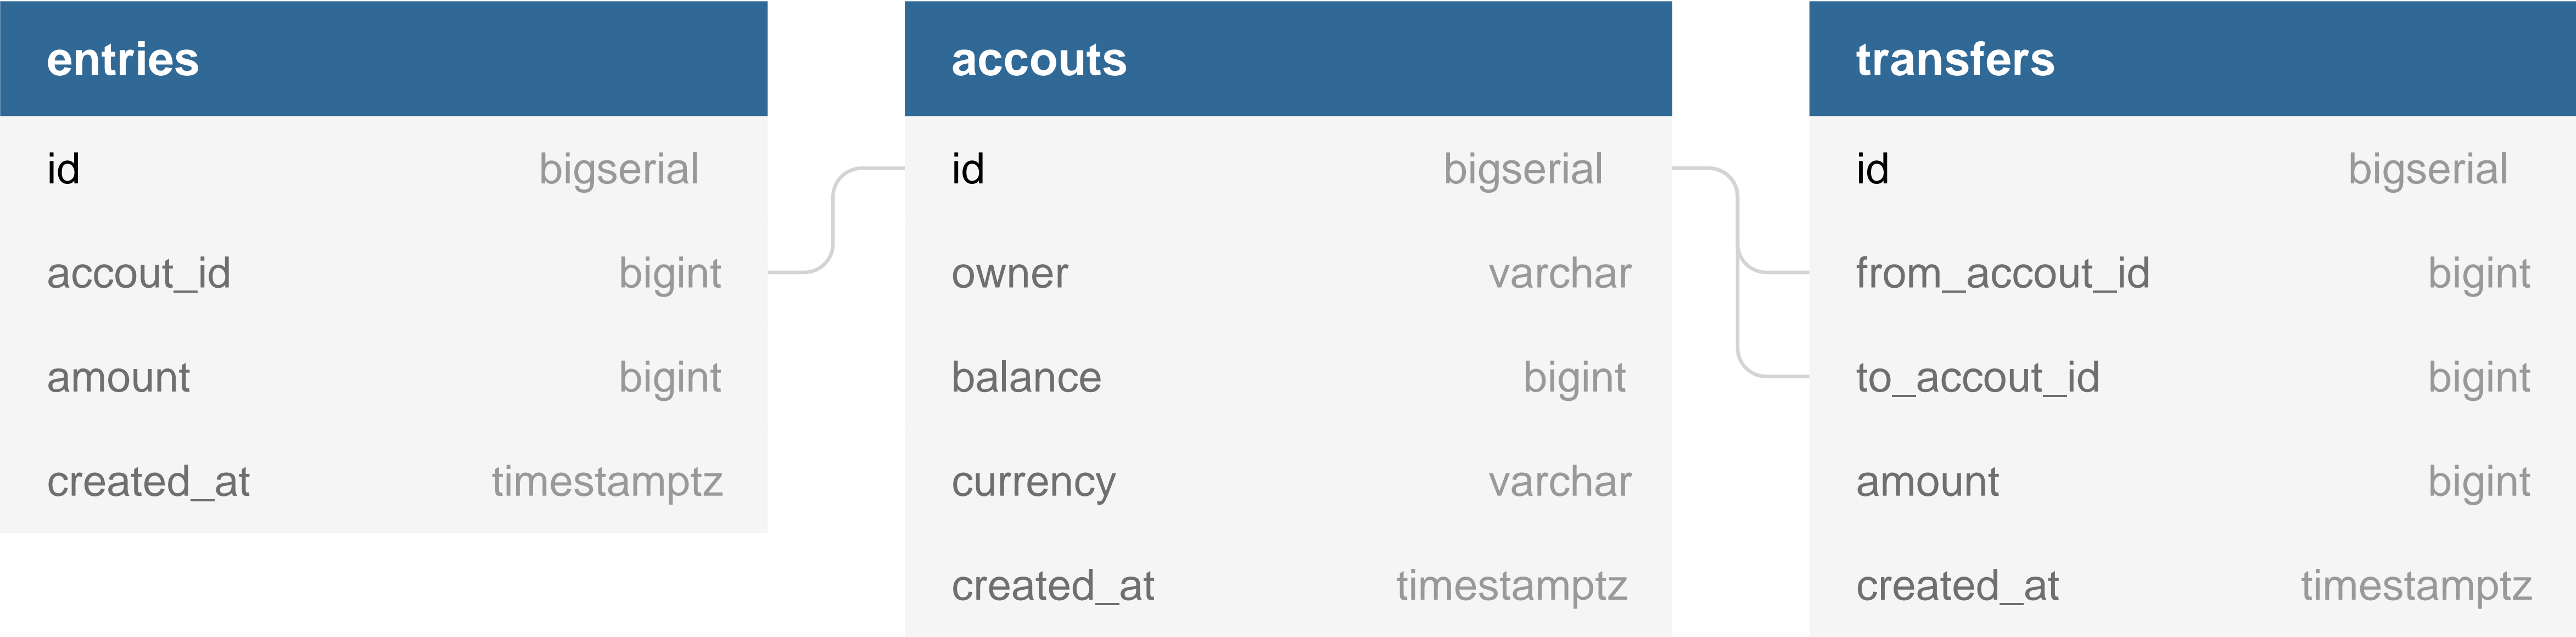 entries
id bigserial
accout_id bigint
amount bigint
created_at timestamptz
accouts
id bigserial
owner varchar
balance bigint
currency varchar
created_at timestamptz
transfers
id bigserial
from_accout_id bigint
to_accout_id bigint
amount bigint
created_at timestamptz